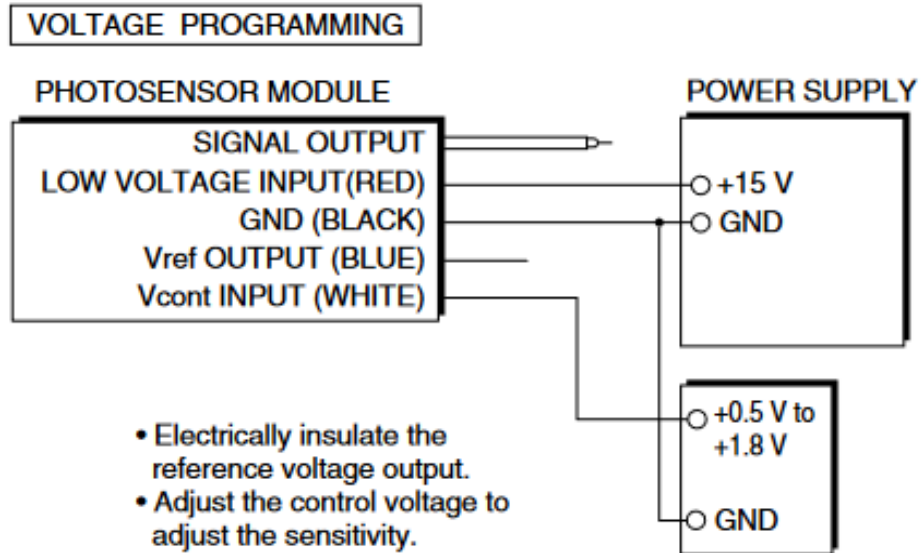 VOLTAGE PROGRAMMING
PHOTOSENSOR MODULE
SIGNAL OUTPUT
LOW VOLTAGE INPUT(RED)
GND (BLACK)
Vref OUTPUT (BLUE)
Vcont INPUT (WHITE)
POWER SUPPLY
+15 V
GND
+0.5 V to
+1.8 V
GND
• Electrically insulate the
reference voltage output.
• Adjust the control voltage to
adjust the sensitivity.